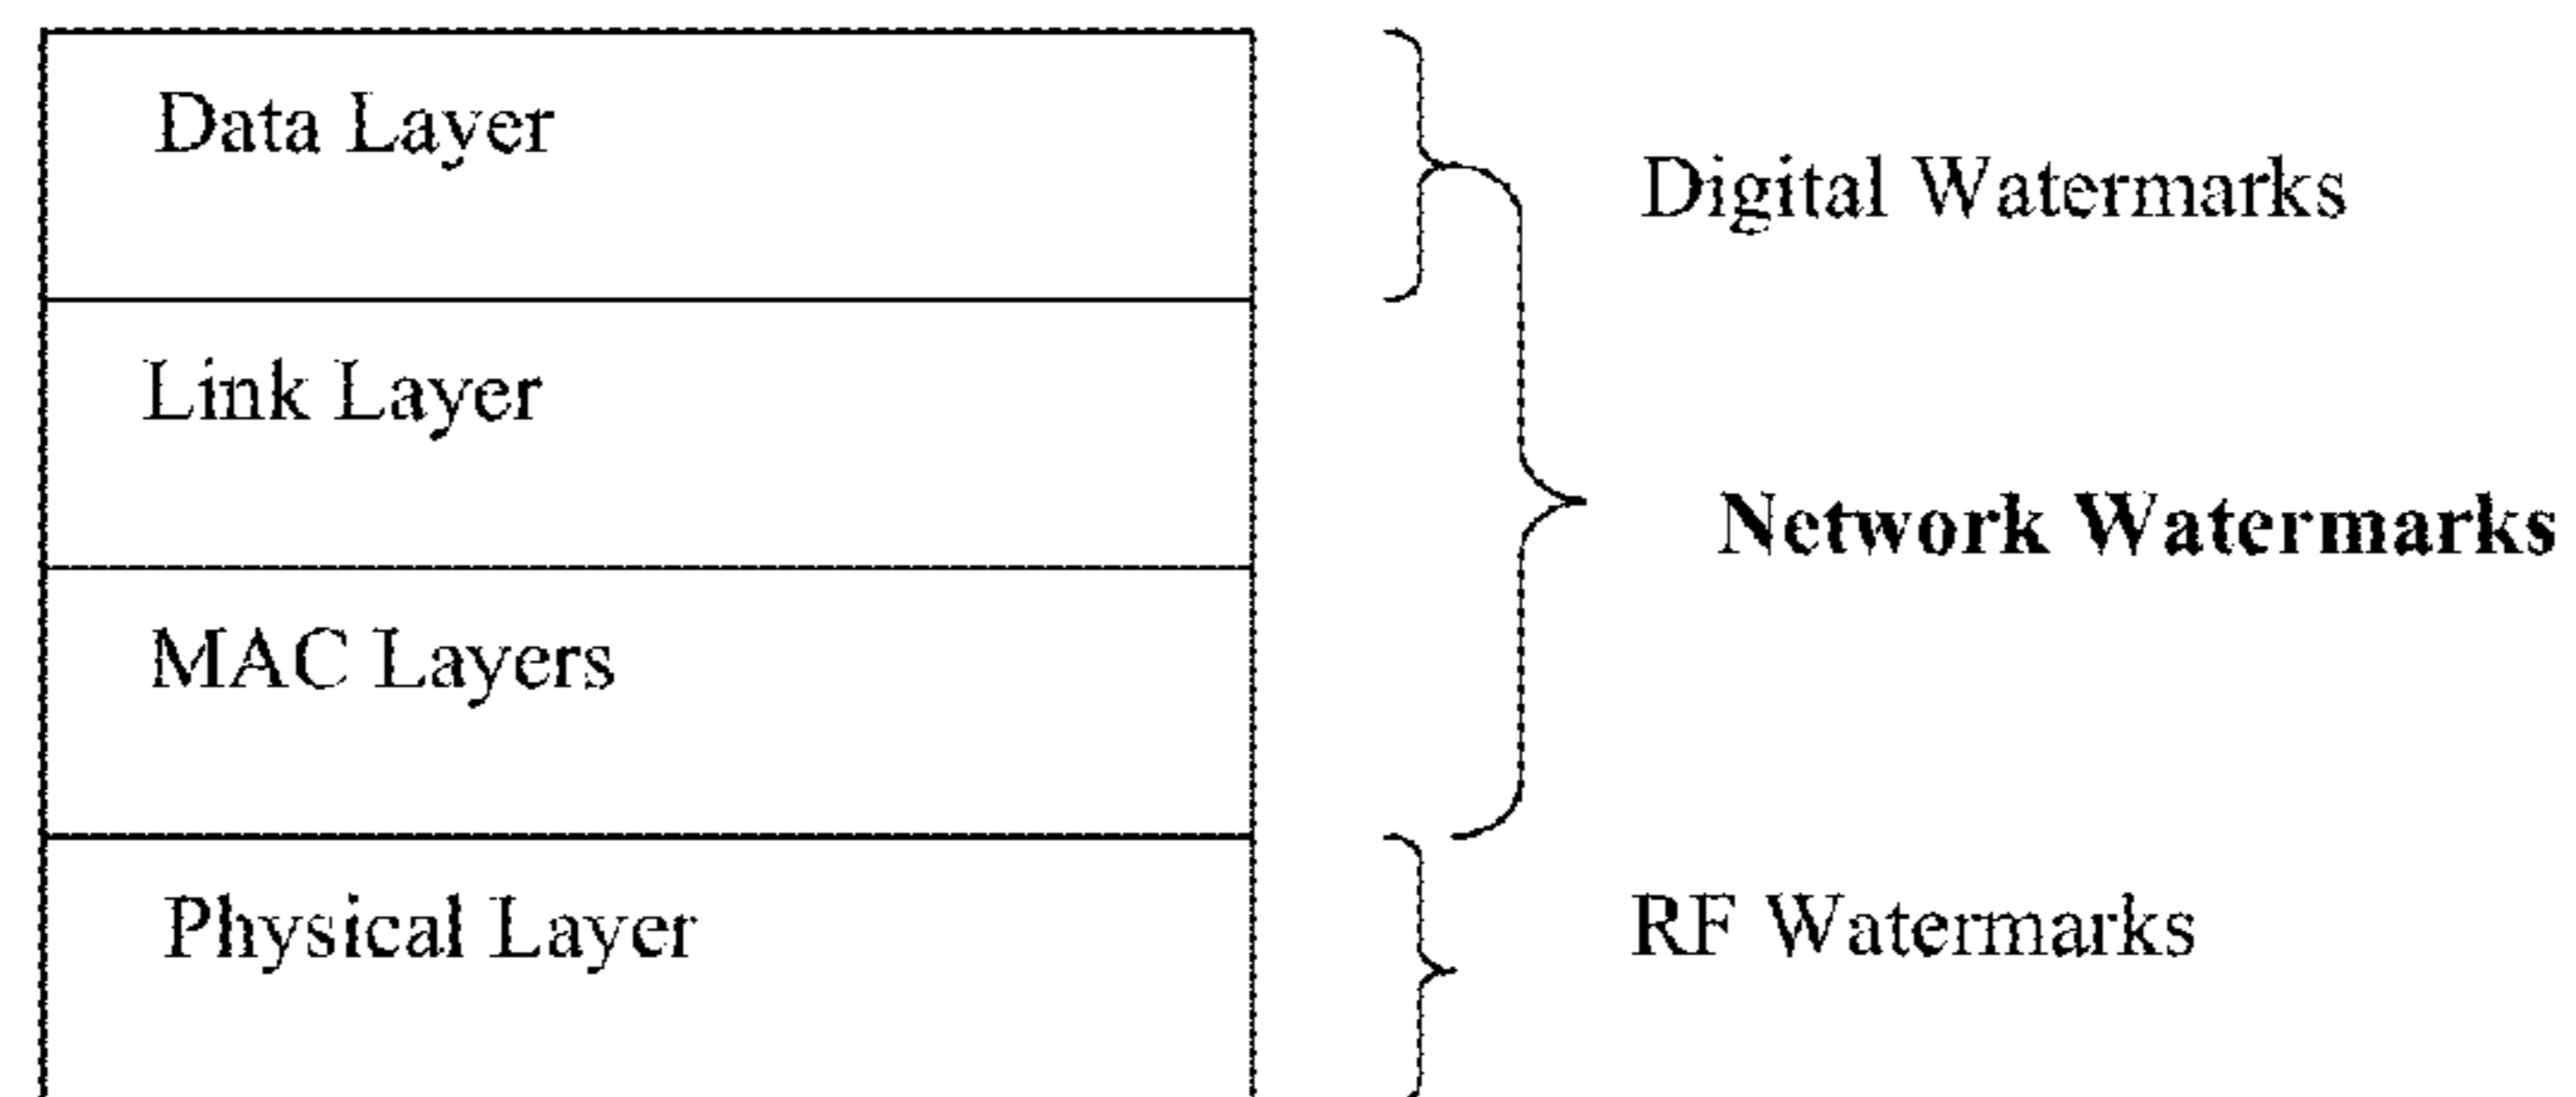 Data Layer
Digital Watermarks
Link Layer
Network Watermarks
MAC Layers
Physical Layer
RF Watermarks